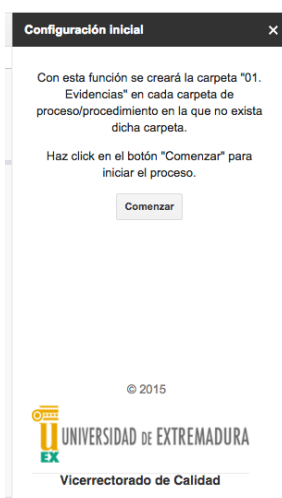 Configuración inicial ×
Con esta función se creará la carpeta "01.
Evidencias" en cada carpeta de
proceso/procedimiento en la que no exista
dicha carpeta.
Haz click en el botón "Comenzar" para
iniciar el proceso.
Comenzar
© 2015
UNIVERSIDAD DE EXTREMADURA
EX
Vicerrectorado de Calidad